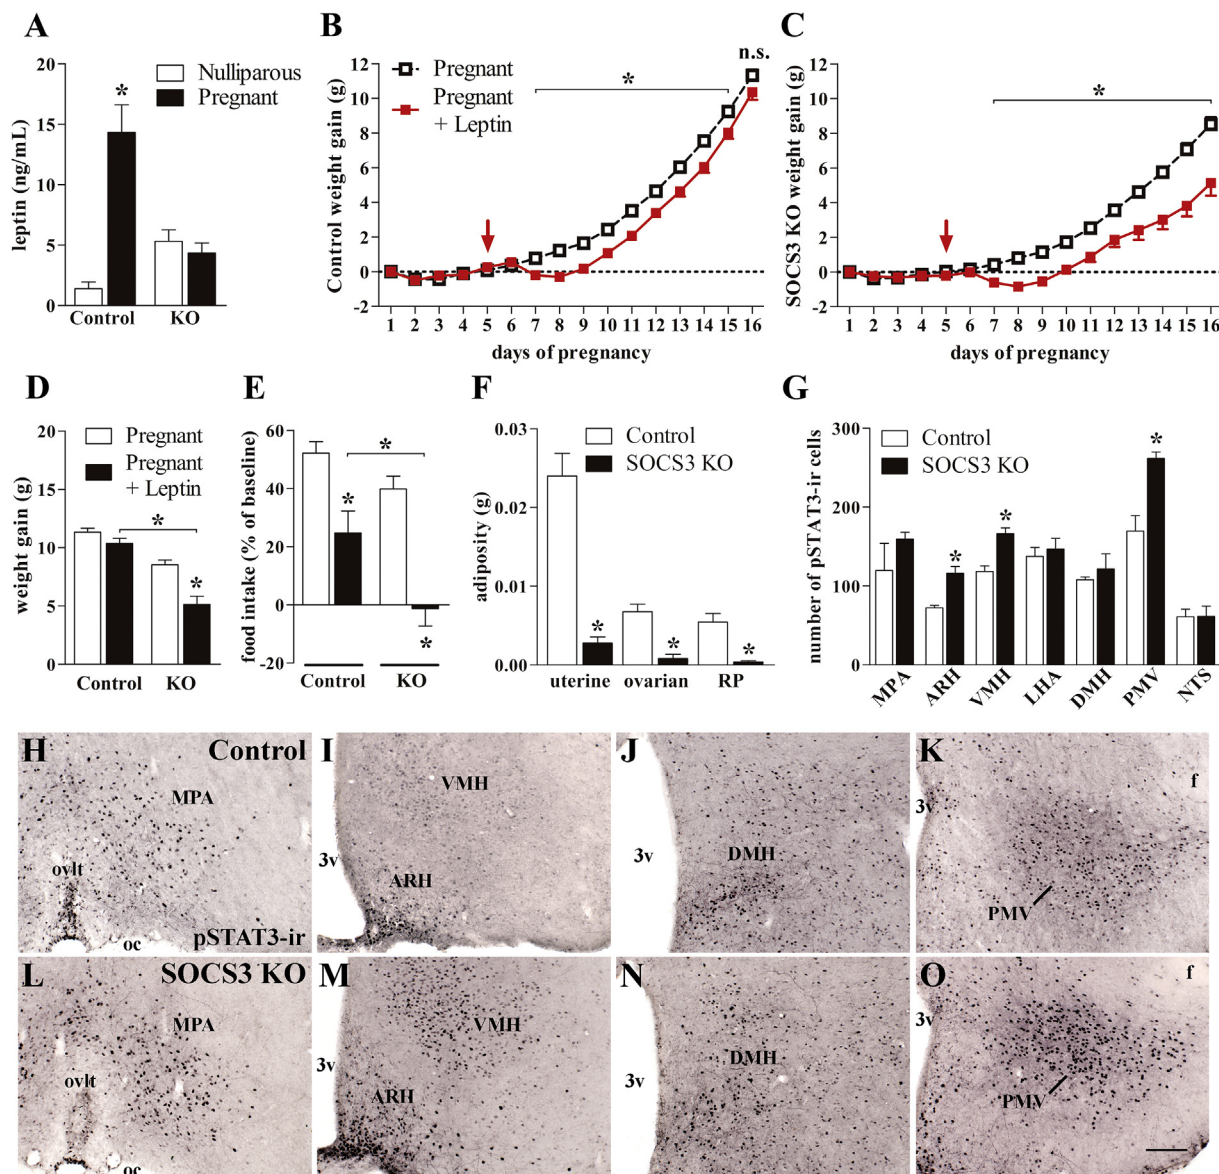 A
leptin (ng/mL)
20
15
10
5
0
Nulliparous
Pregnant
*
Control KO
B
Control weight gain (g)
12
10
8
6
4
2
0
-2
Pregnant
Pregnant
+ Leptin
*
n.s.
1 2 3 4 5 6 7 8 9 10 11 12 13 14 15 16
days of pregnancy
C
SOCS3 KO weight gain (g)
12
10
8
6
4
2
0
-2
*
1 2 3 4 5 6 7 8 9 10 11 12 13 14 15 16
days of pregnancy
D
weight gain (g)
20
15
10
5
0
Pregnant
Pregnant
+ Leptin
*
*
Control KO
E
food intake (% of baseline)
60
40
20
0
-20
*
*
*
Control KO
F
adiposity (g)
0.03
0.02
0.01
0.00
Control
SOCS3 KO
* * *
uterine ovarian RP
G
number of pSTAT3-ir cells
300
200
100
0
Control
SOCS3 KO
* * *
MPA ARH VMH LHA DMH PMV NTS
H
Control
MPA
ovlt
oc
pSTAT3-ir
I
VMH
3v
ARH
J
3v
DMH
K
f
3v
PMV
L
SOCS3 KO
MPA
ovlt
oc
M
VMH
3v
ARH
N
DMH
3v
O
f
3v
PMV